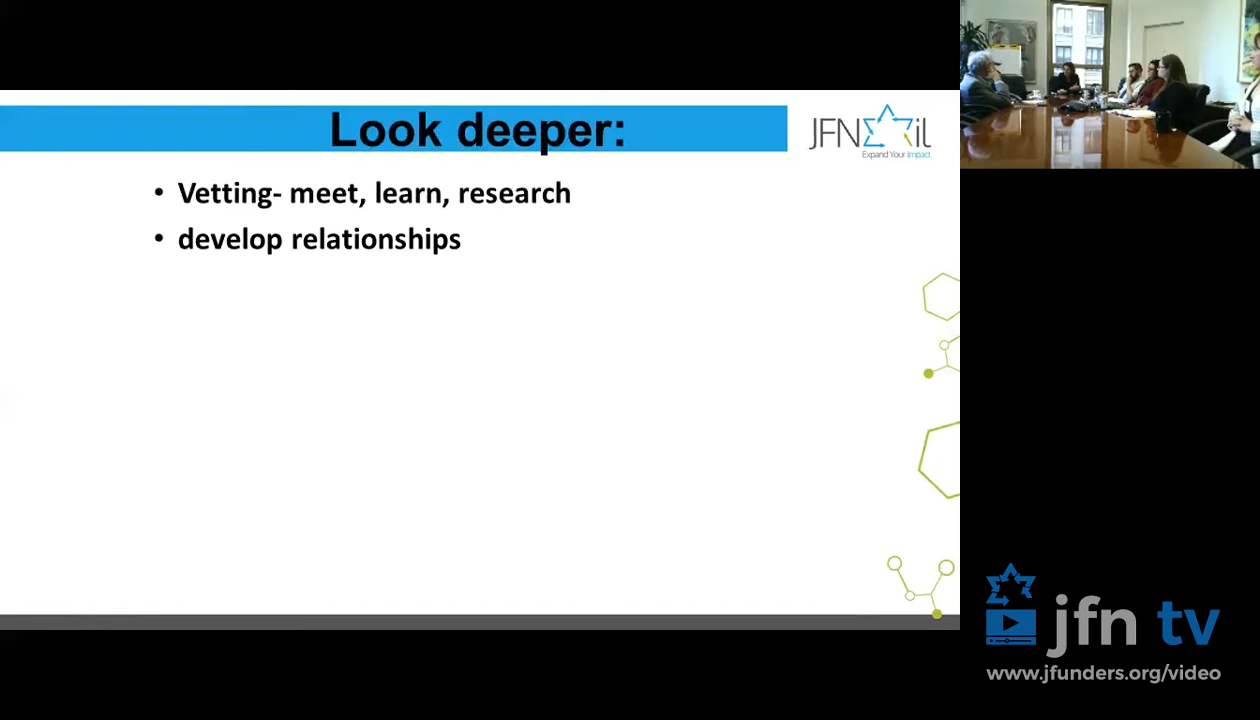 Look deeper:
JFN il
Expand Your Impact
• Vetting- meet, learn, research
• develop relationships
jfn tv
www.jfunders.org/video